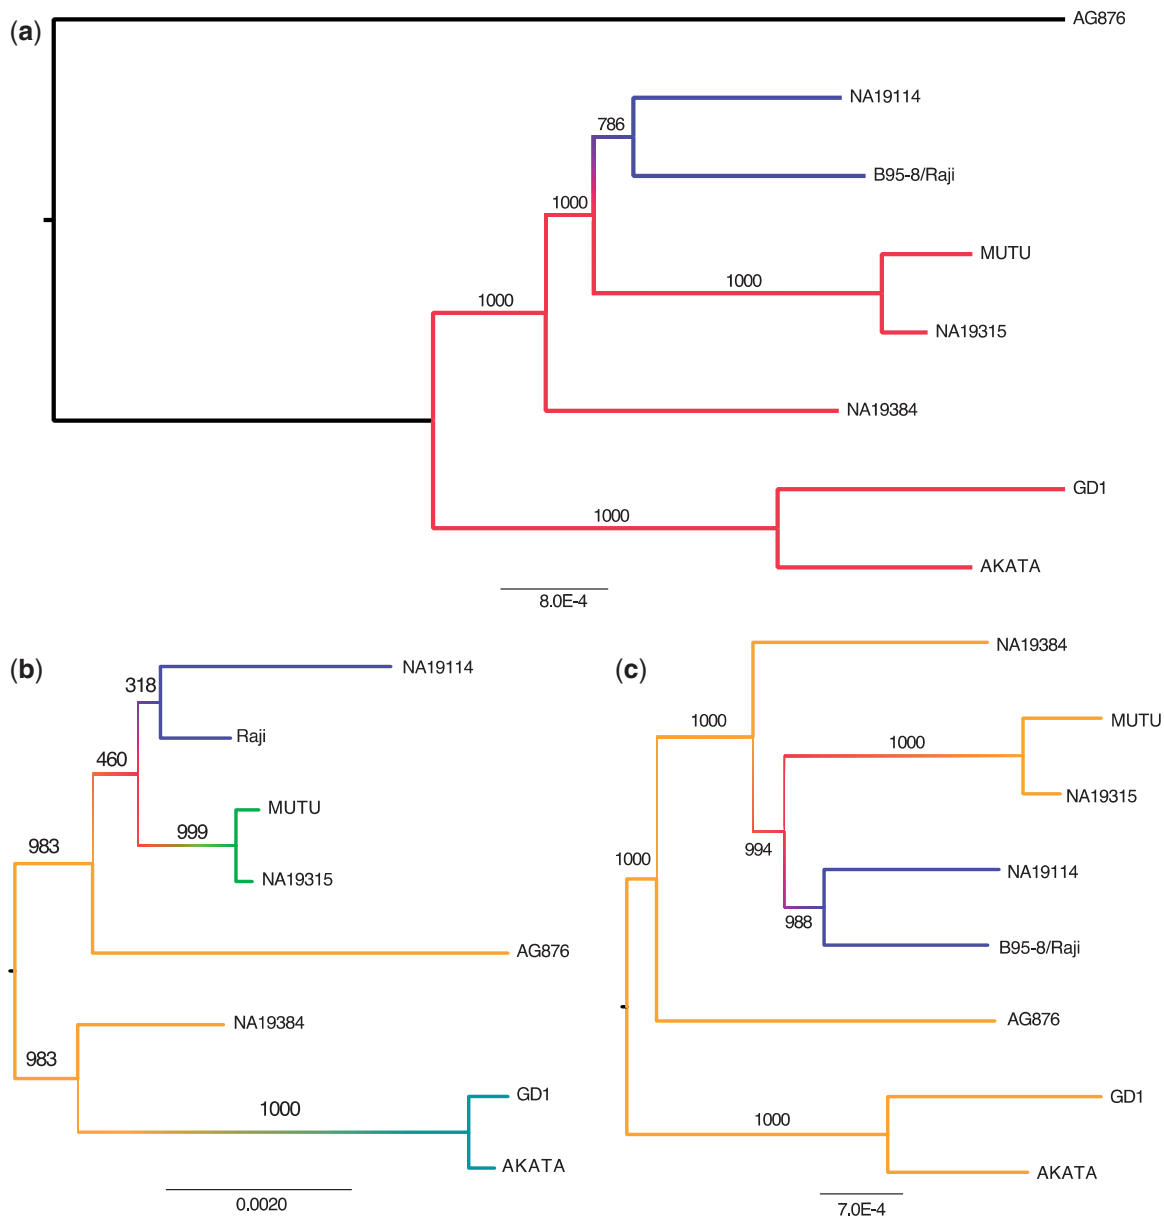 (a)
AG876
NA19114
786
B95-8/Raji
1000
MUTU
1000
NA19315
1000
NA19384
GD1
1000
AKATA
8.0E-4
(b)
NA19114
318
Raji
460
MUTU
999
NA19315
983
AG876
NA19384
983
GD1
1000
AKATA
0.0020
(c)
NA19384
1000
MUTU
1000
NA19315
994
1000
NA19114
988
B95-8/Raji
AG876
GD1
1000
AKATA
7.0E-4